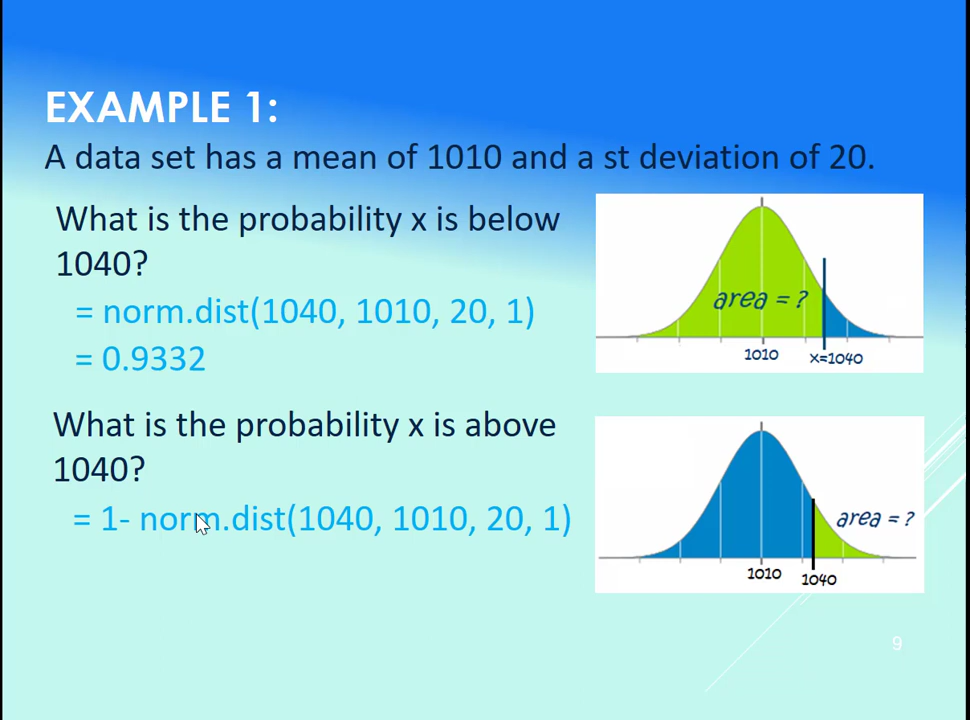 EXAMPLE 1:
A data set has a mean of 1010 and a st deviation of 20.
What is the probability x is below
1040?
= norm.dist(1040, 1010, 20, 1)
= 0.9332
area = ?
1010
x=1040
What is the probability x is above
1040?
= 1- norm.dist(1040, 1010, 20, 1)
area = ?
1010
1040
9